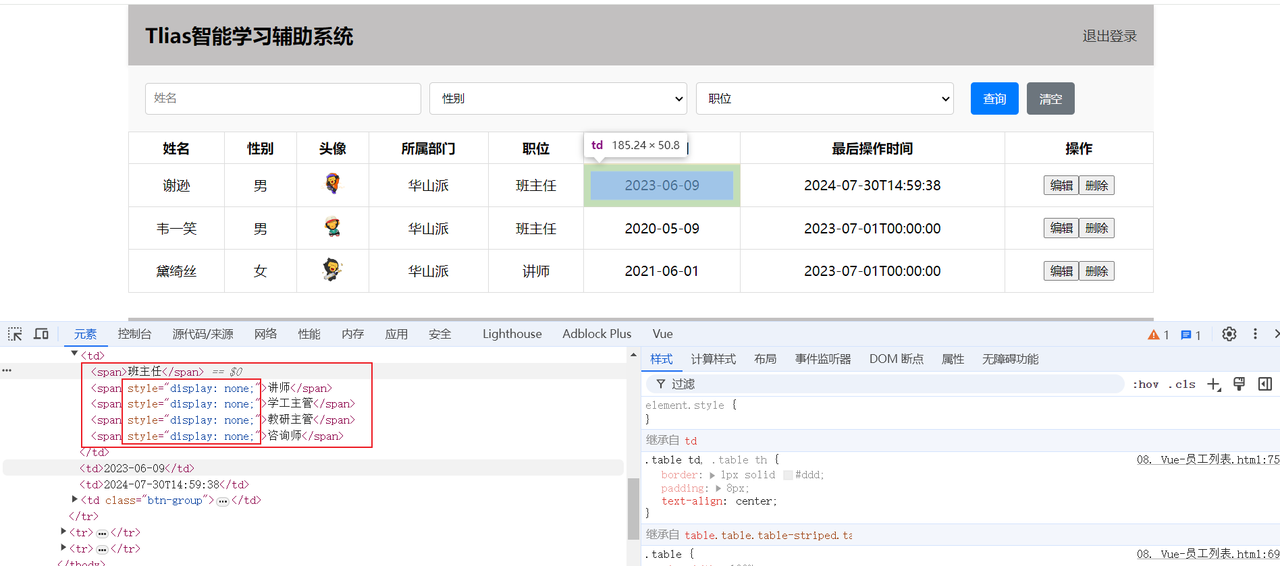 Tlias智能学习辅助系统 退出登录
姓名 性别 职位 查询 清空
td 185.24 × 50.8
姓名 性别 头像 所属部门 职位 最后操作时间 操作
谢逊 男 华山派 班主任 2023-06-09 2024-07-30T14:59:38 编辑 删除
韦一笑 男 华山派 班主任 2020-05-09 2023-07-01T00:00:00 编辑 删除
黛绮丝 女 华山派 讲师 2021-06-01 2023-07-01T00:00:00 编辑 删除
元素 控制台 源代码/来源 网络 性能 内存 应用 安全 Lighthouse Adblock Plus Vue 1 1
<td>
<span>班主任</span> == $0
<span style="display: none;">讲师</span>
<span style="display: none;">学工主管</span>
<span style="display: none;">教研主管</span>
<span style="display: none;">咨询师</span>
</td>
<td>2023-06-09</td>
<td>2024-07-30T14:59:38</td>
<td class="btn-group">…</td>
</tr>
<tr>…</tr>
<tr>…</tr>
</tbody>
样式 计算样式 布局 事件监听器 DOM 断点 属性 无障碍功能
过滤 :hov .cls
element.style {
}
继承自 td
.table td, .table th { 08. Vue-员工列表.html:75
border: 1px solid #ddd;
padding: 8px;
text-align: center;
}
继承自 table.table.table-striped.ta
.table { 08. Vue-员工列表.html:69